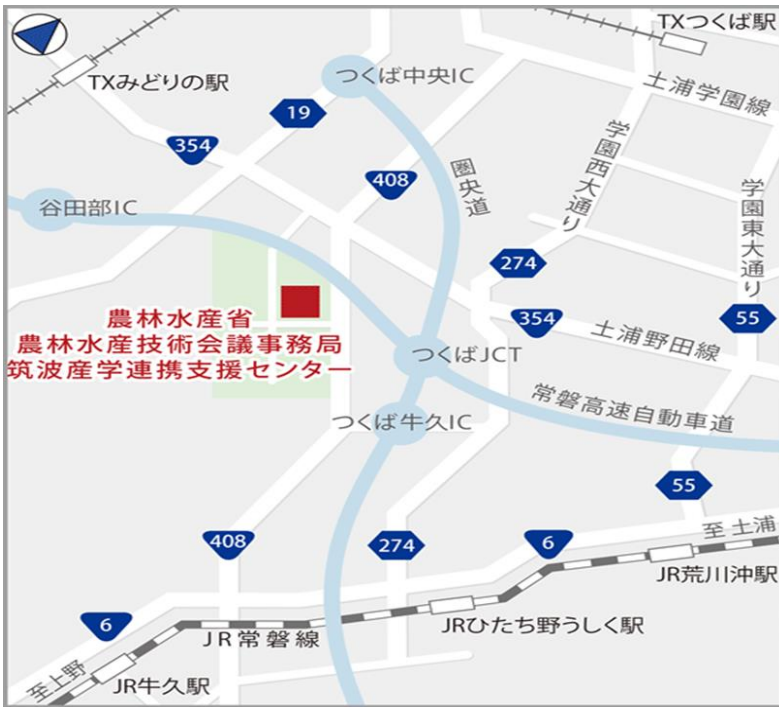 TXつくば駅
TXみどりの駅
つくば中央IC
土浦学園線
19
354
408
圏央道
学園西大通り
学園東大通り
谷田部IC
274
農林水産省
農林水産技術会議事務局
筑波産学連携支援センター
354
55
土浦野田線
つくばJCT
常磐高速自動車道
つくば牛久IC
55
408
274
6
至 土浦
JR荒川沖駅
6
JR常磐線
JRひたち野うしく駅
至上野
JR牛久駅